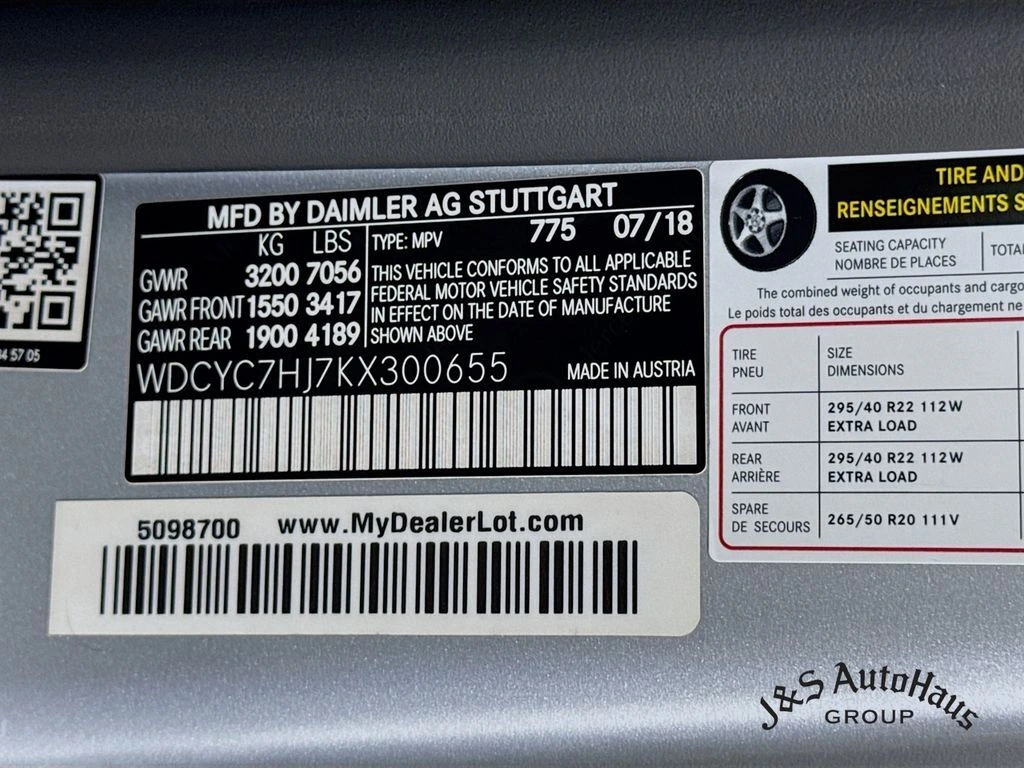 MFD BY DAIMLER AG STUTTGART
KG LBS
TYPE: MPV 775 07/18
GVWR 3200 7056
GAWR FRONT 1550 3417
GAWR REAR 1900 4189
THIS VEHICLE CONFORMS TO ALL APPLICABLE
FEDERAL MOTOR VEHICLE SAFETY STANDARDS
IN EFFECT ON THE DATE OF MANUFACTURE
SHOWN ABOVE
WDCYC7HJ7KX300655
MADE IN AUSTRIA
5098700 www.MyDealerLot.com
TIRE AND
RENSEIGNEMENTS S
SEATING CAPACITY
NOMBRE DE PLACES
The combined weight of occupants and cargo
Le poids total des occupants et du chargement ne
TIRE
PNEU
SIZE
DIMENSIONS
FRONT
AVANT
295/40 R22 112W
EXTRA LOAD
REAR
ARRIÈRE
295/40 R22 112W
EXTRA LOAD
SPARE
DE SECOURS
265/50 R20 111V
J&S AutoHaus
GROUP